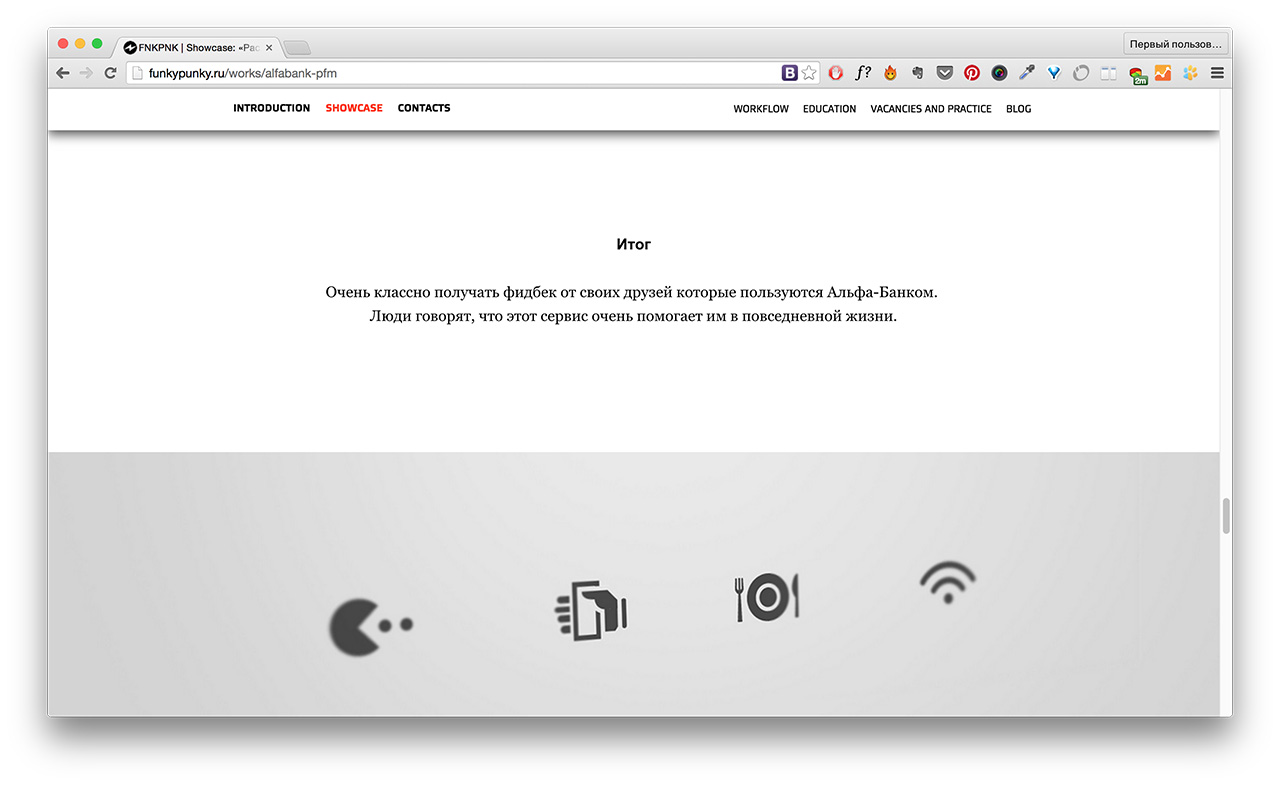 FNKPNK | Showcase: «Рас
Первый пользов…
funkypunky.ru/works/alfabank-pfm
B
f?
2m
INTRODUCTION SHOWCASE CONTACTS WORKFLOW EDUCATION VACANCIES AND PRACTICE BLOG
Итог
Очень классно получать фидбек от своих друзей которые пользуются Альфа-Банком.
Люди говорят, что этот сервис очень помогает им в повседневной жизни.